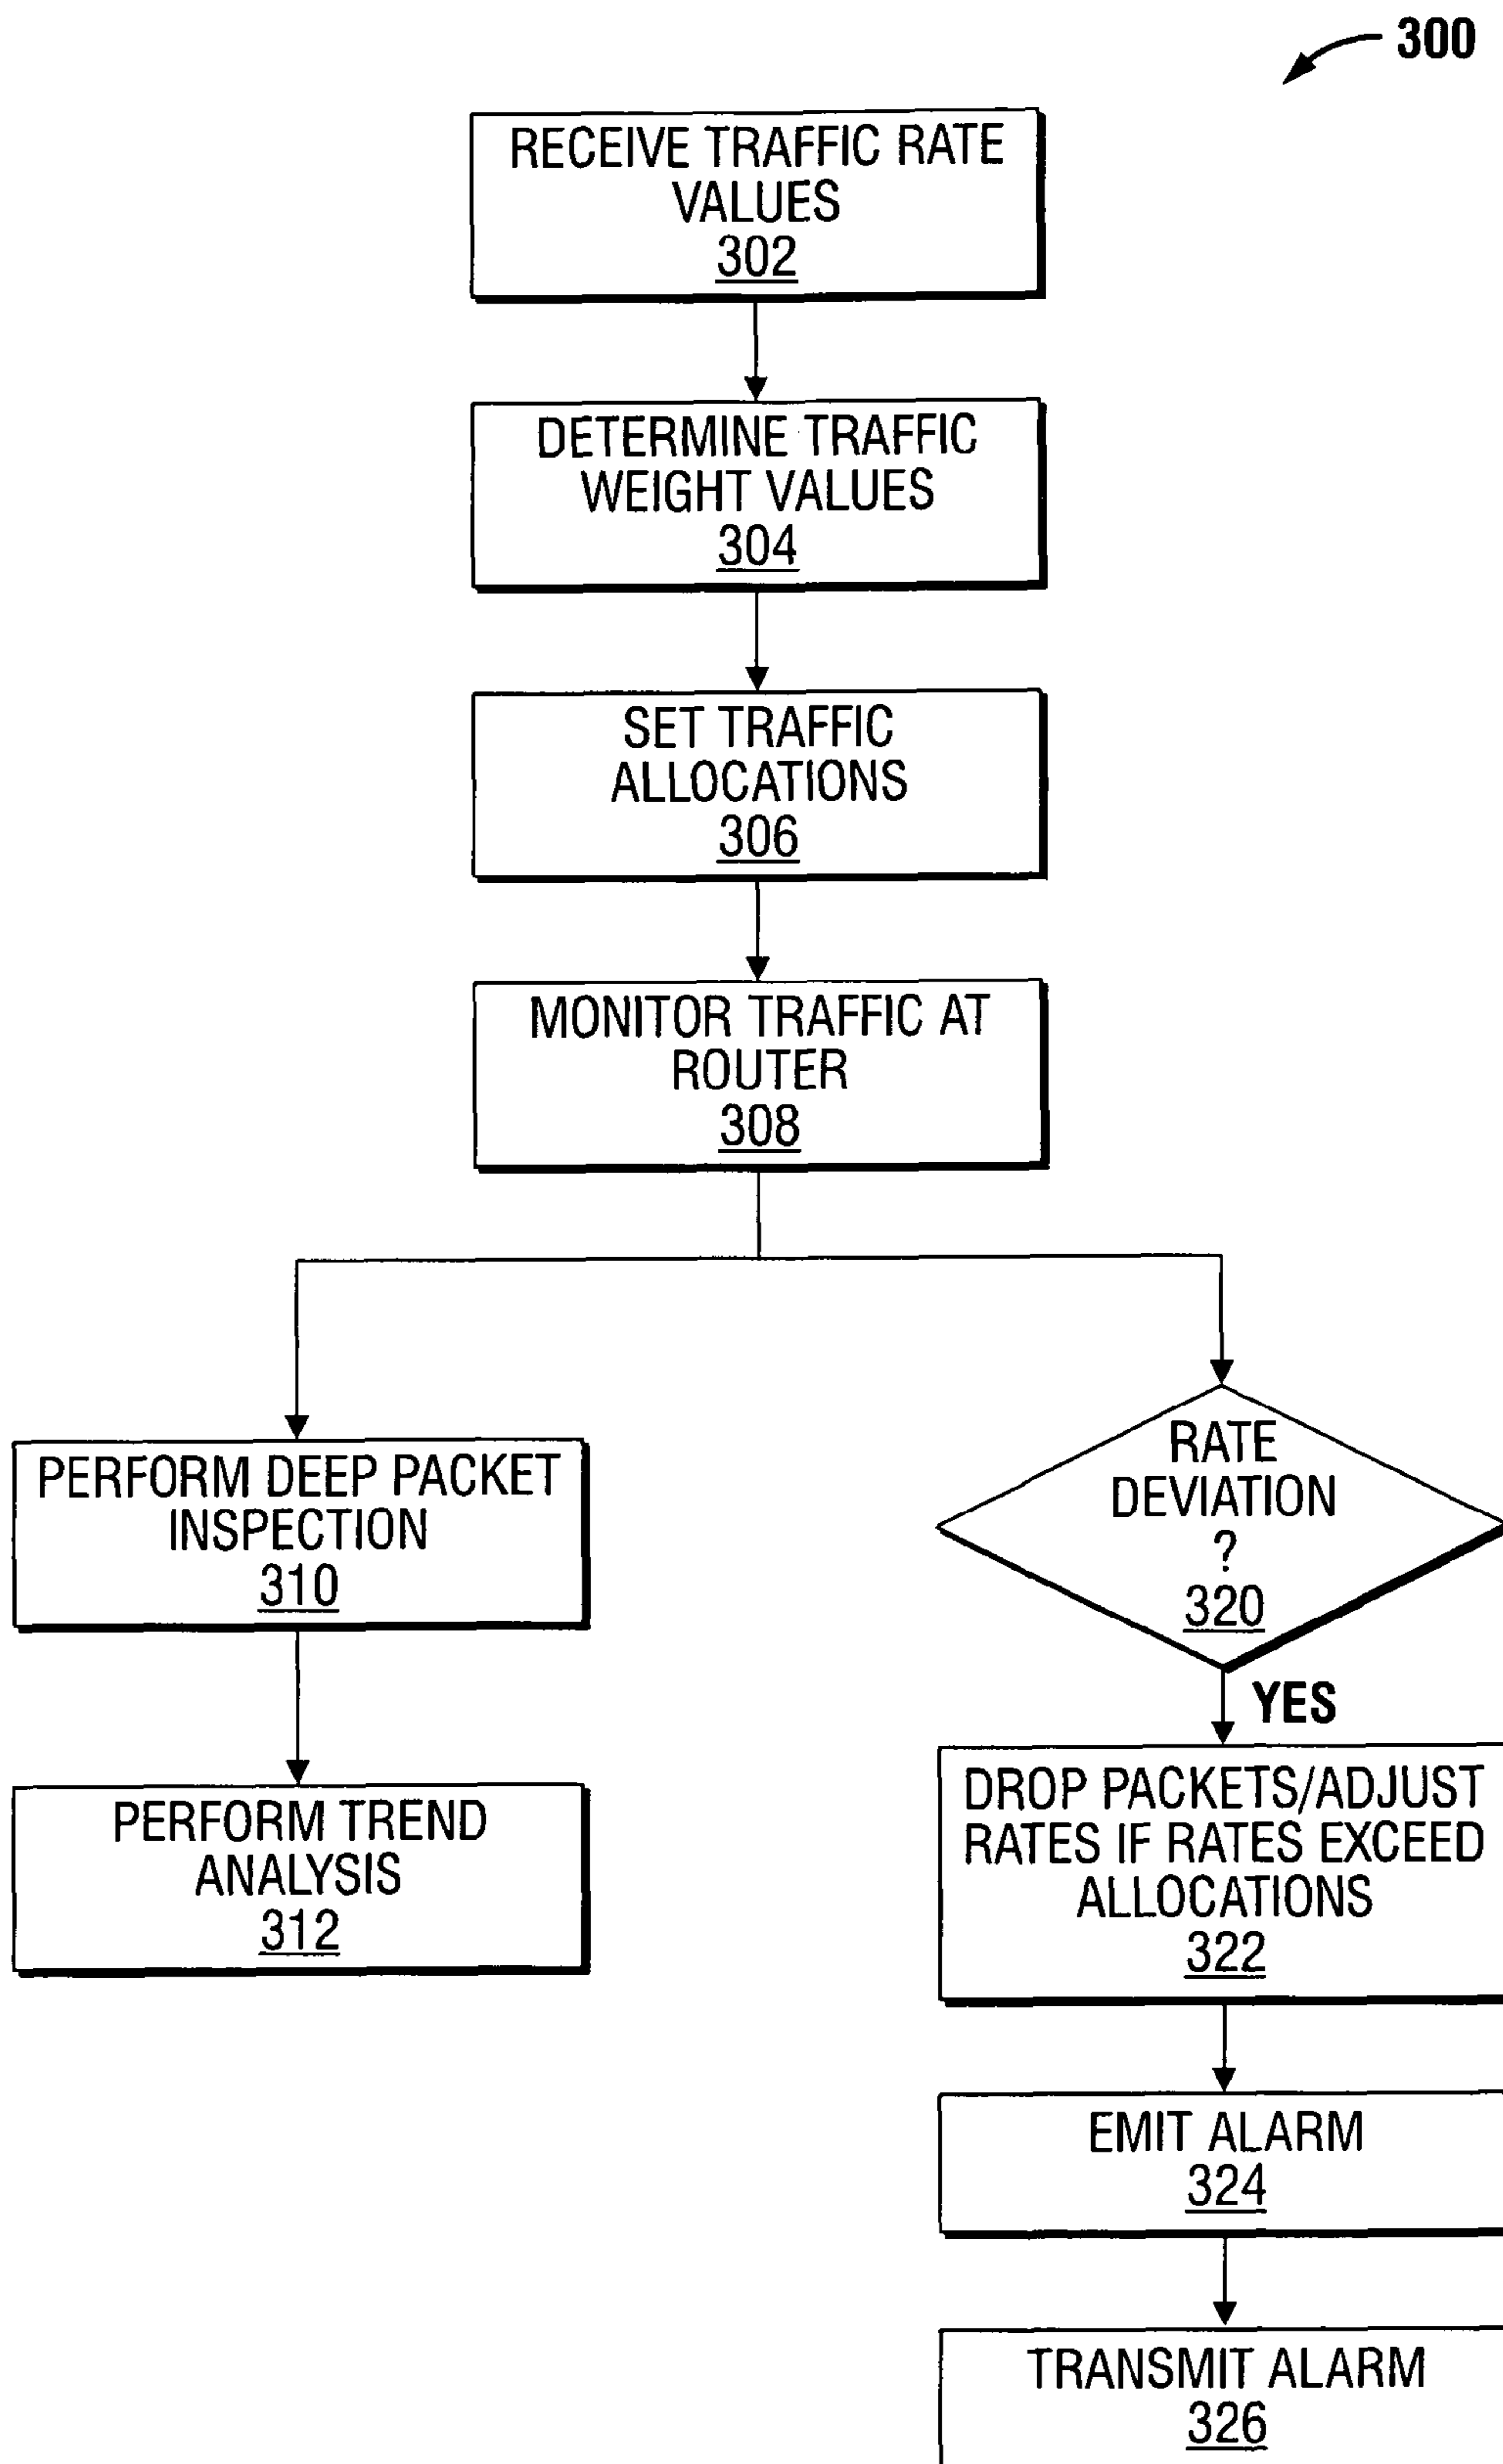 300
RECEIVE TRAFFIC RATE
VALUES
302
DETERMINE TRAFFIC
WEIGHT VALUES
304
SET TRAFFIC
ALLOCATIONS
306
MONITOR TRAFFIC AT
ROUTER
308
PERFORM DEEP PACKET
INSPECTION
310
PERFORM TREND
ANALYSIS
312
RATE
DEVIATION
?
320
YES
DROP PACKETS/ADJUST
RATES IF RATES EXCEED
ALLOCATIONS
322
EMIT ALARM
324
TRANSMIT ALARM
326